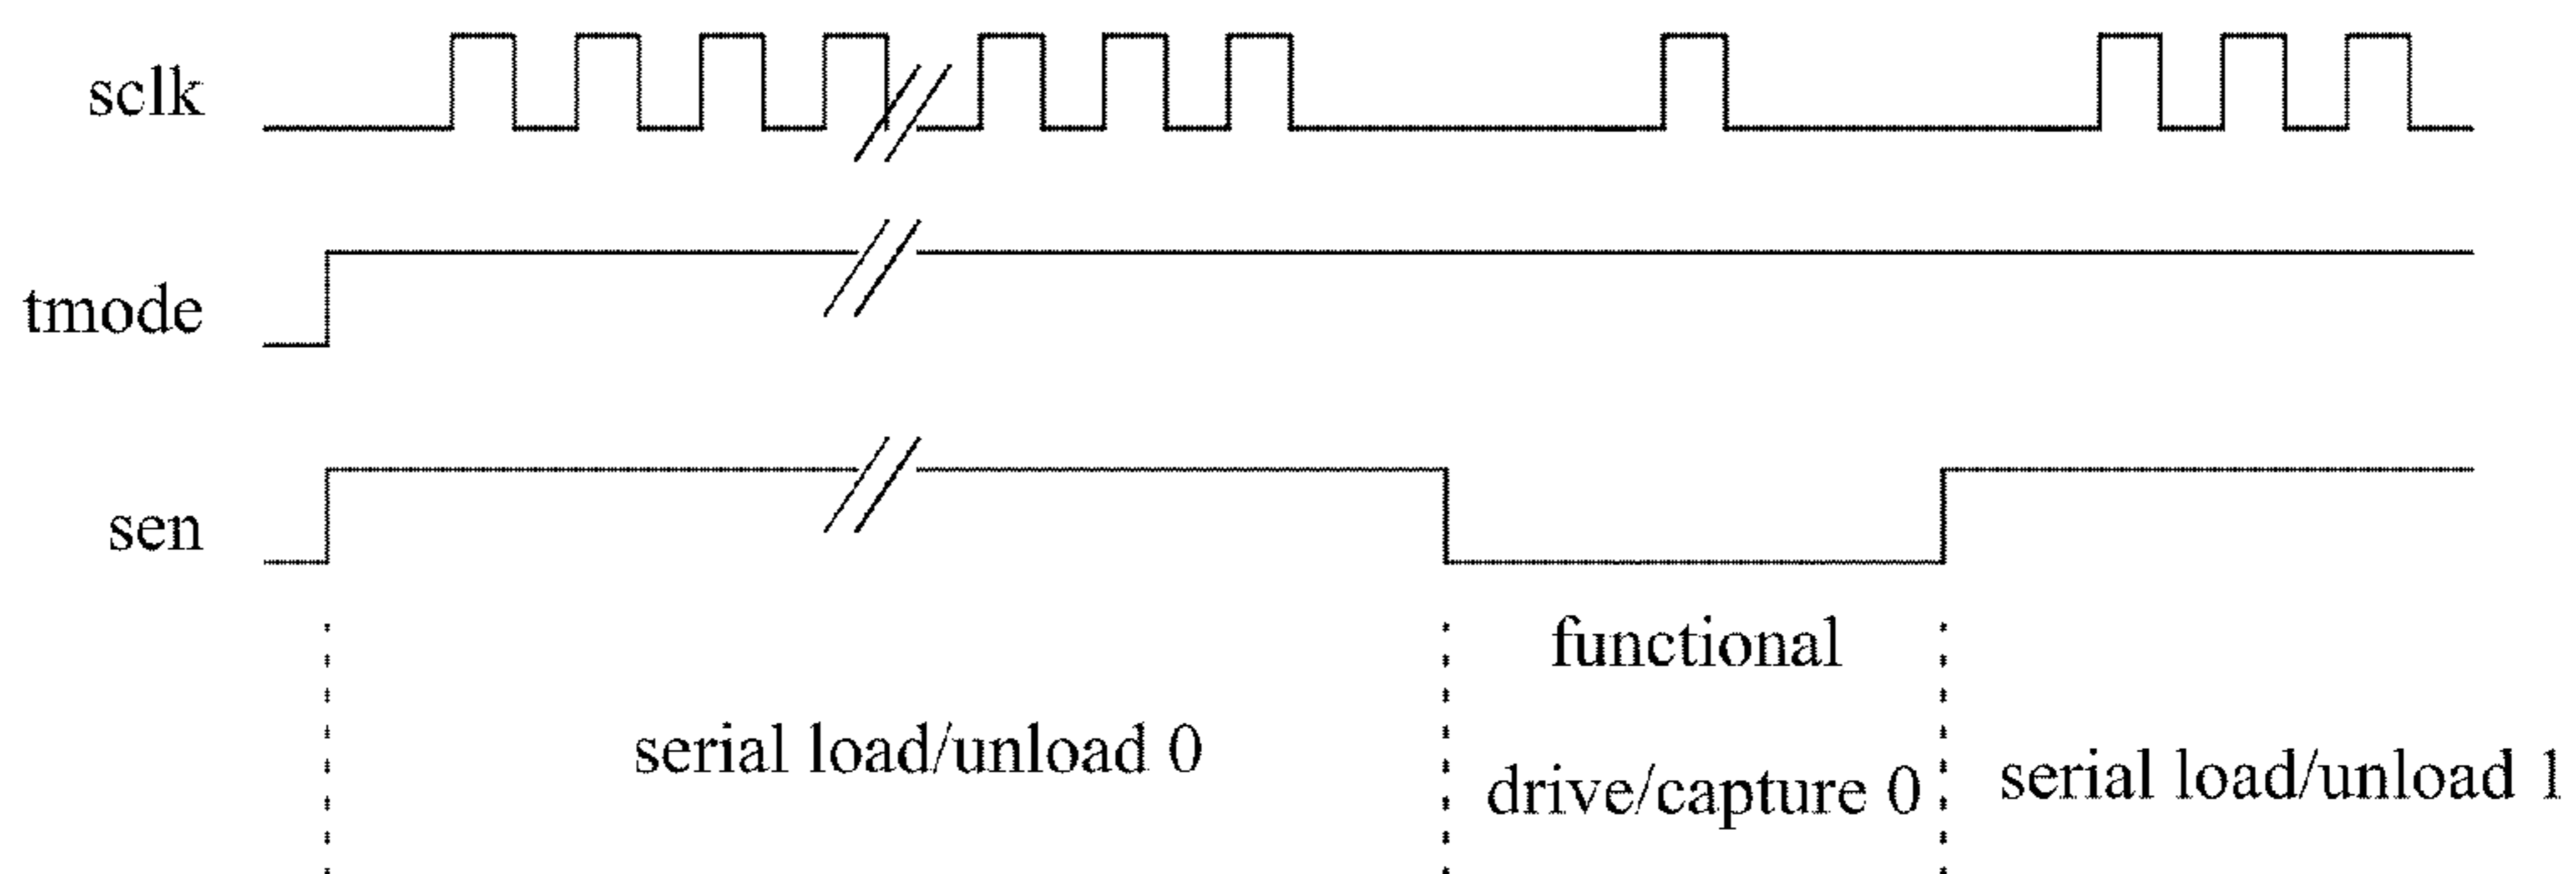 sclk
tmode
sen
functional
serial load/unload 0
drive/capture 0
serial load/unload 1